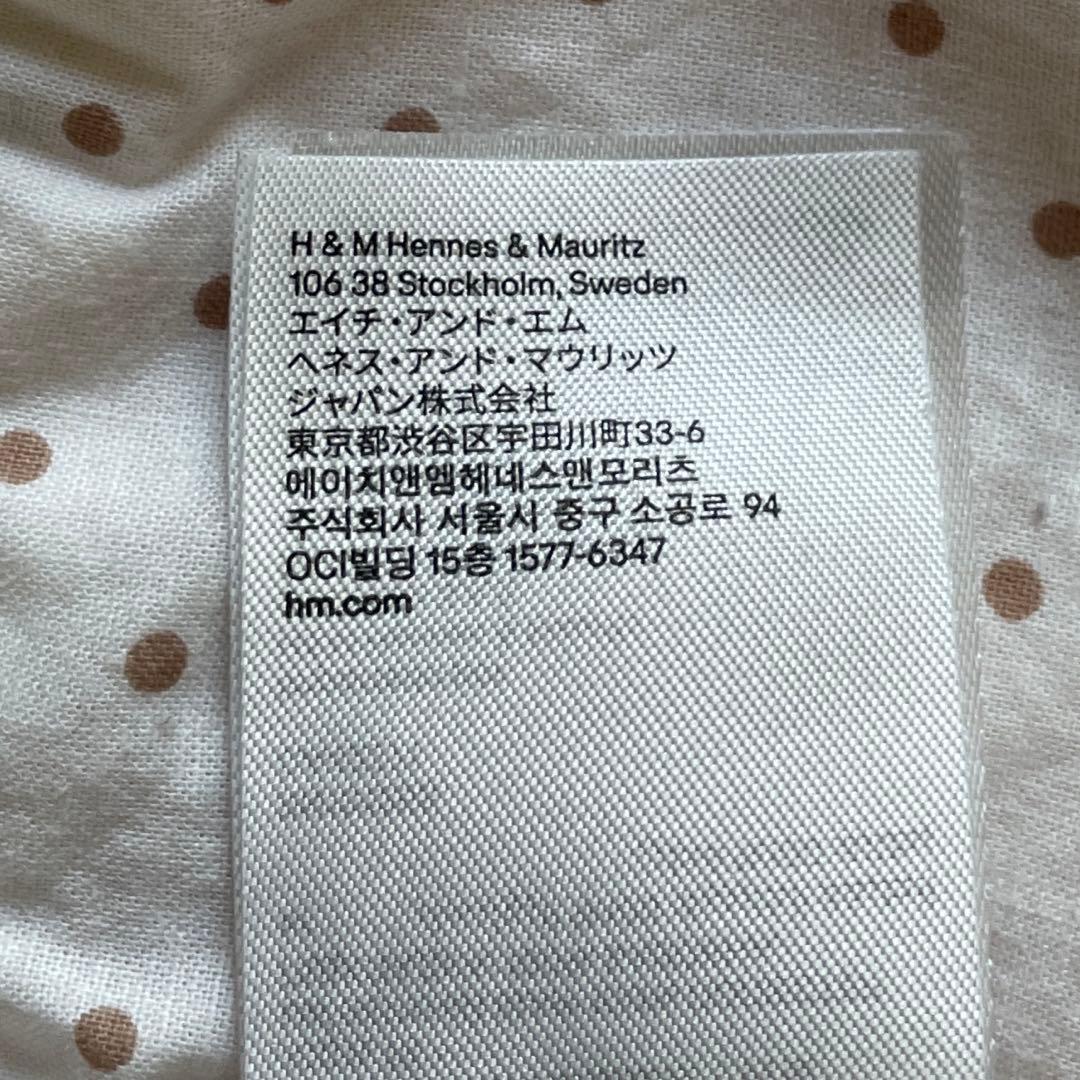 H & M Hennes & Mauritz
106 38 Stockholm, Sweden
エイチ・アンド・エム
ヘネス・アンド・マウリッツ
ジャパン株式会社
東京都渋谷区宇田川町33-6
에이치앤엠헤네스앤모리츠
주식회사 서울시 중구 소공로 94
OCI빌딩 15층 1577-6347
hm.com